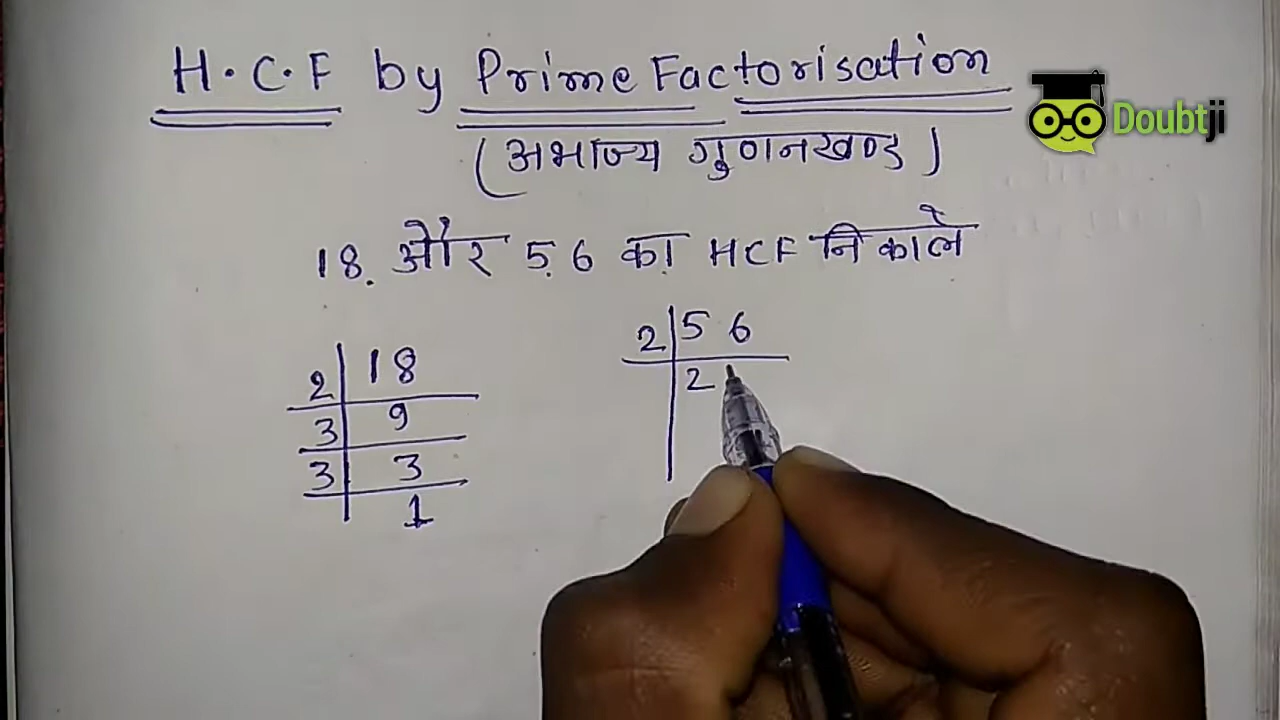 H.C.F by Prime Factorisation
Doubtji
(अभाज्य गुणनखण्ड)
18. और 56 का HCF निकाले
2 | 18
3 | 9
3 | 3
1
2 | 56
2